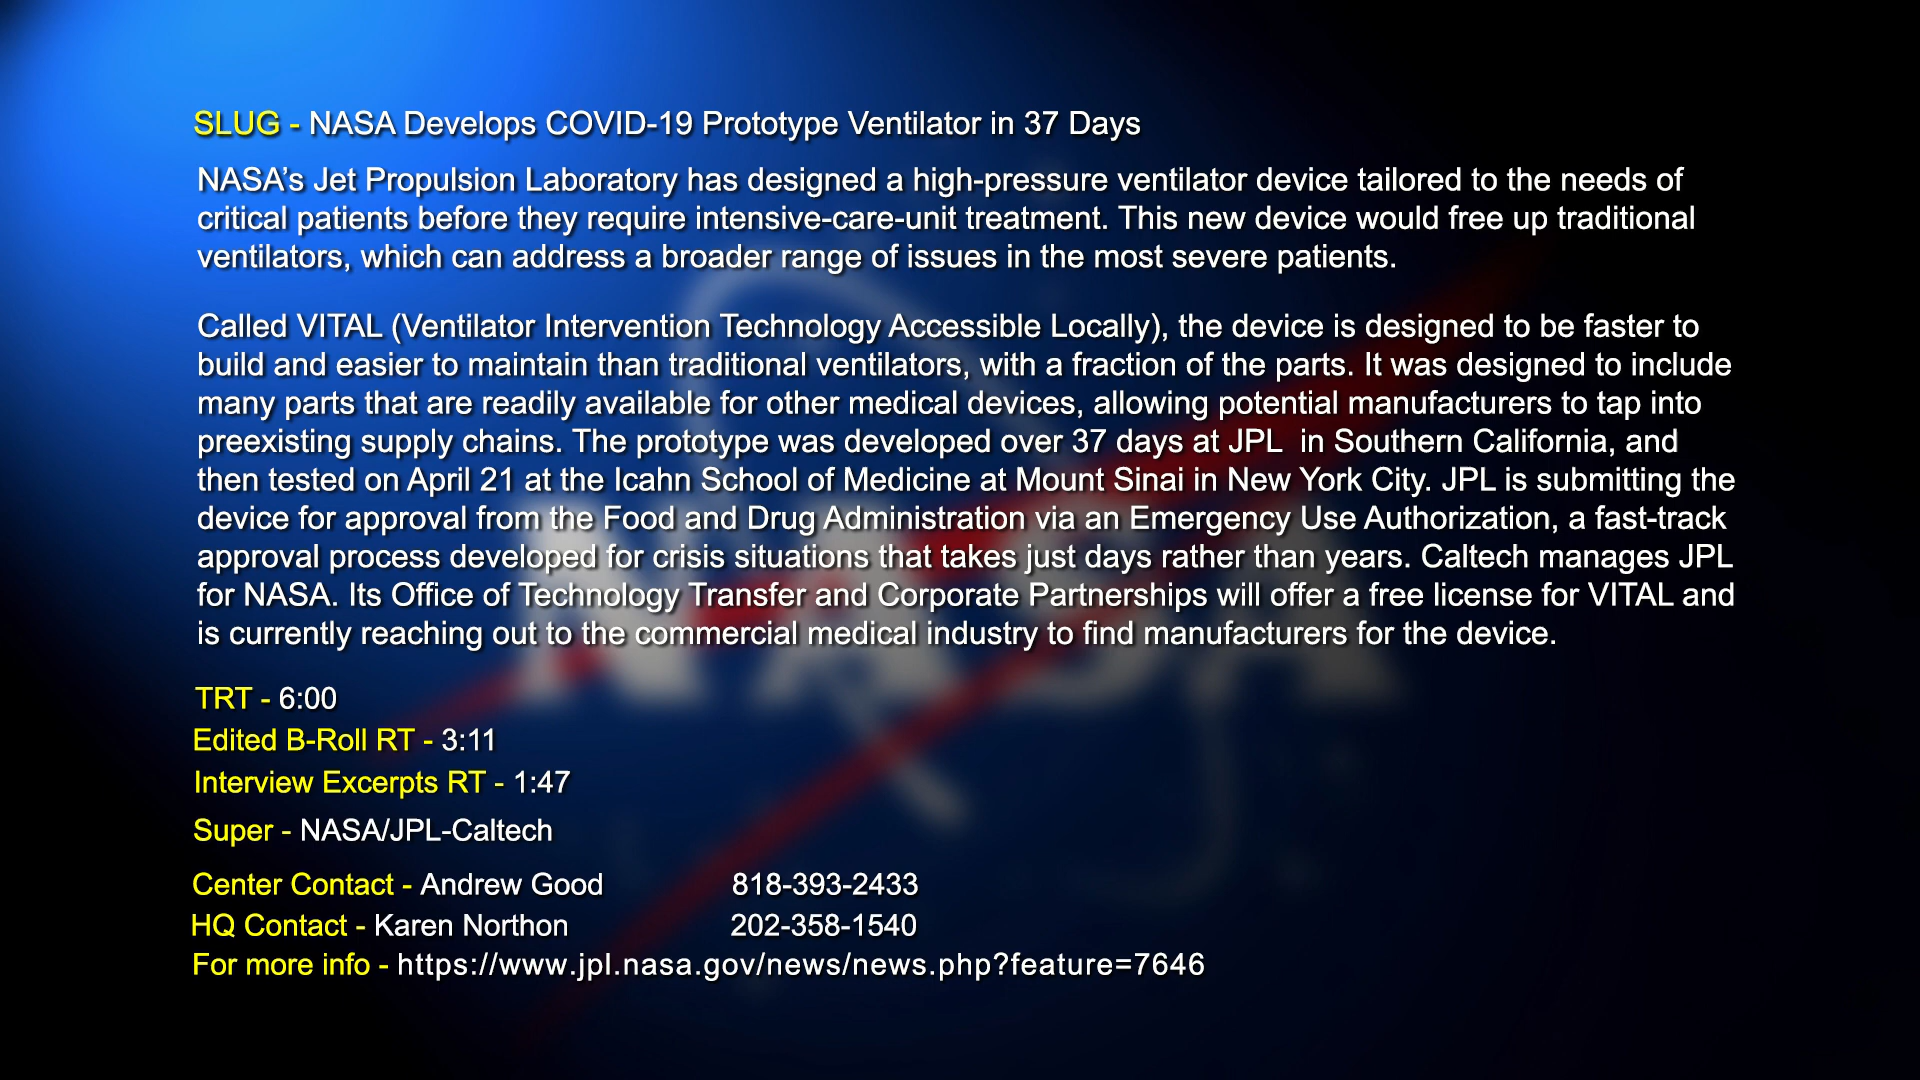 SLUG - NASA Develops COVID-19 Prototype Ventilator in 37 Days
NASA’s Jet Propulsion Laboratory has designed a high-pressure ventilator device tailored to the needs of
critical patients before they require intensive-care-unit treatment. This new device would free up traditional
ventilators, which can address a broader range of issues in the most severe patients.
Called VITAL (Ventilator Intervention Technology Accessible Locally), the device is designed to be faster to
build and easier to maintain than traditional ventilators, with a fraction of the parts. It was designed to include
many parts that are readily available for other medical devices, allowing potential manufacturers to tap into
preexisting supply chains. The prototype was developed over 37 days at JPL  in Southern California, and
then tested on April 21 at the Icahn School of Medicine at Mount Sinai in New York City. JPL is submitting the
device for approval from the Food and Drug Administration via an Emergency Use Authorization, a fast-track
approval process developed for crisis situations that takes just days rather than years. Caltech manages JPL
for NASA. Its Office of Technology Transfer and Corporate Partnerships will offer a free license for VITAL and
is currently reaching out to the commercial medical industry to find manufacturers for the device.
NASA
TRT - 6:00
Edited B-Roll RT - 3:11
Interview Excerpts RT - 1:47
Super - NASA/JPL-Caltech
Center Contact - Andrew Good 818-393-2433
HQ Contact - Karen Northon 202-358-1540
For more info - https://www.jpl.nasa.gov/news/news.php?feature=7646